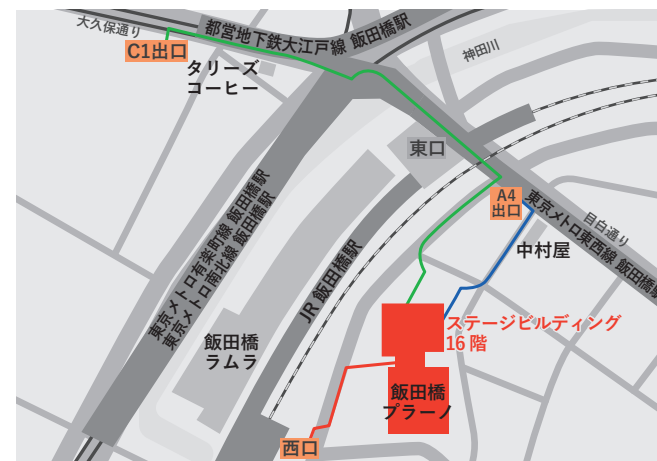 大久保通り
都営地下鉄大江戸線 飯田橋駅
C1出口
タリーズ
コーヒー
神田川
東口
A4
出口
東京メトロ東西線 飯田橋駅
目白通り
中村屋
東京メトロ有楽町線 飯田橋駅
東京メトロ南北線 飯田橋駅
JR 飯田橋駅
ステージビルディング
16 階
飯田橋
ラムラ
飯田橋
プラーノ
西口